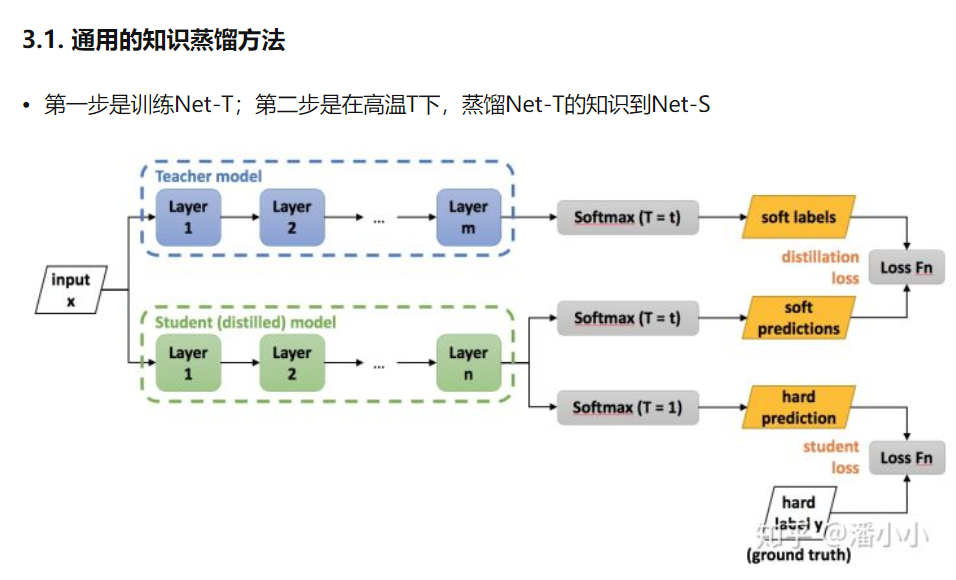 3.1. 通用的知识蒸馏方法
• 第一步是训练Net-T；第二步是在高温T下，蒸馏Net-T的知识到Net-S
Teacher model
Layer
1
Layer
2
...
Layer
m
Softmax (T = t)
soft labels
distillation
loss
Loss Fn
input
x
Student (distilled) model
Layer
1
Layer
2
...
Layer
n
Softmax (T = t)
soft
predictions
Softmax (T = 1)
hard
prediction
student
loss
Loss Fn
hard
label y
(ground truth)
知乎 @潘小小